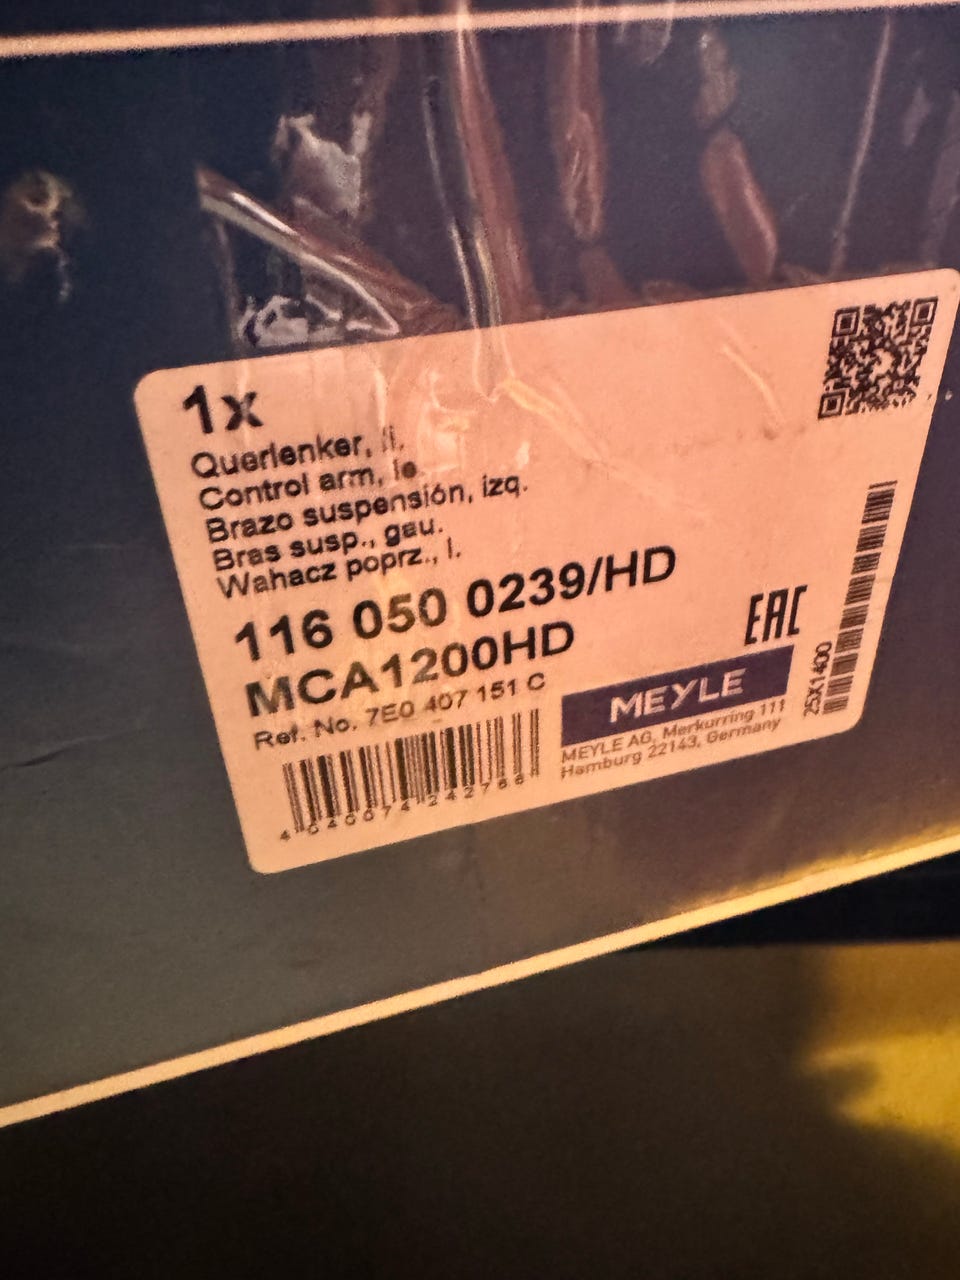 1x
Querlenker, li.
Control arm, le
Brazo suspensión, izq.
Bras susp., gau.
Wahacz poprz., l.
116 050 0239/HD
MCA1200HD
Ref. No. 7E0 407 151 C
EAC
MEYLE
MEYLE AG, Merkurring 111
Hamburg 22143, Germany
25X1400